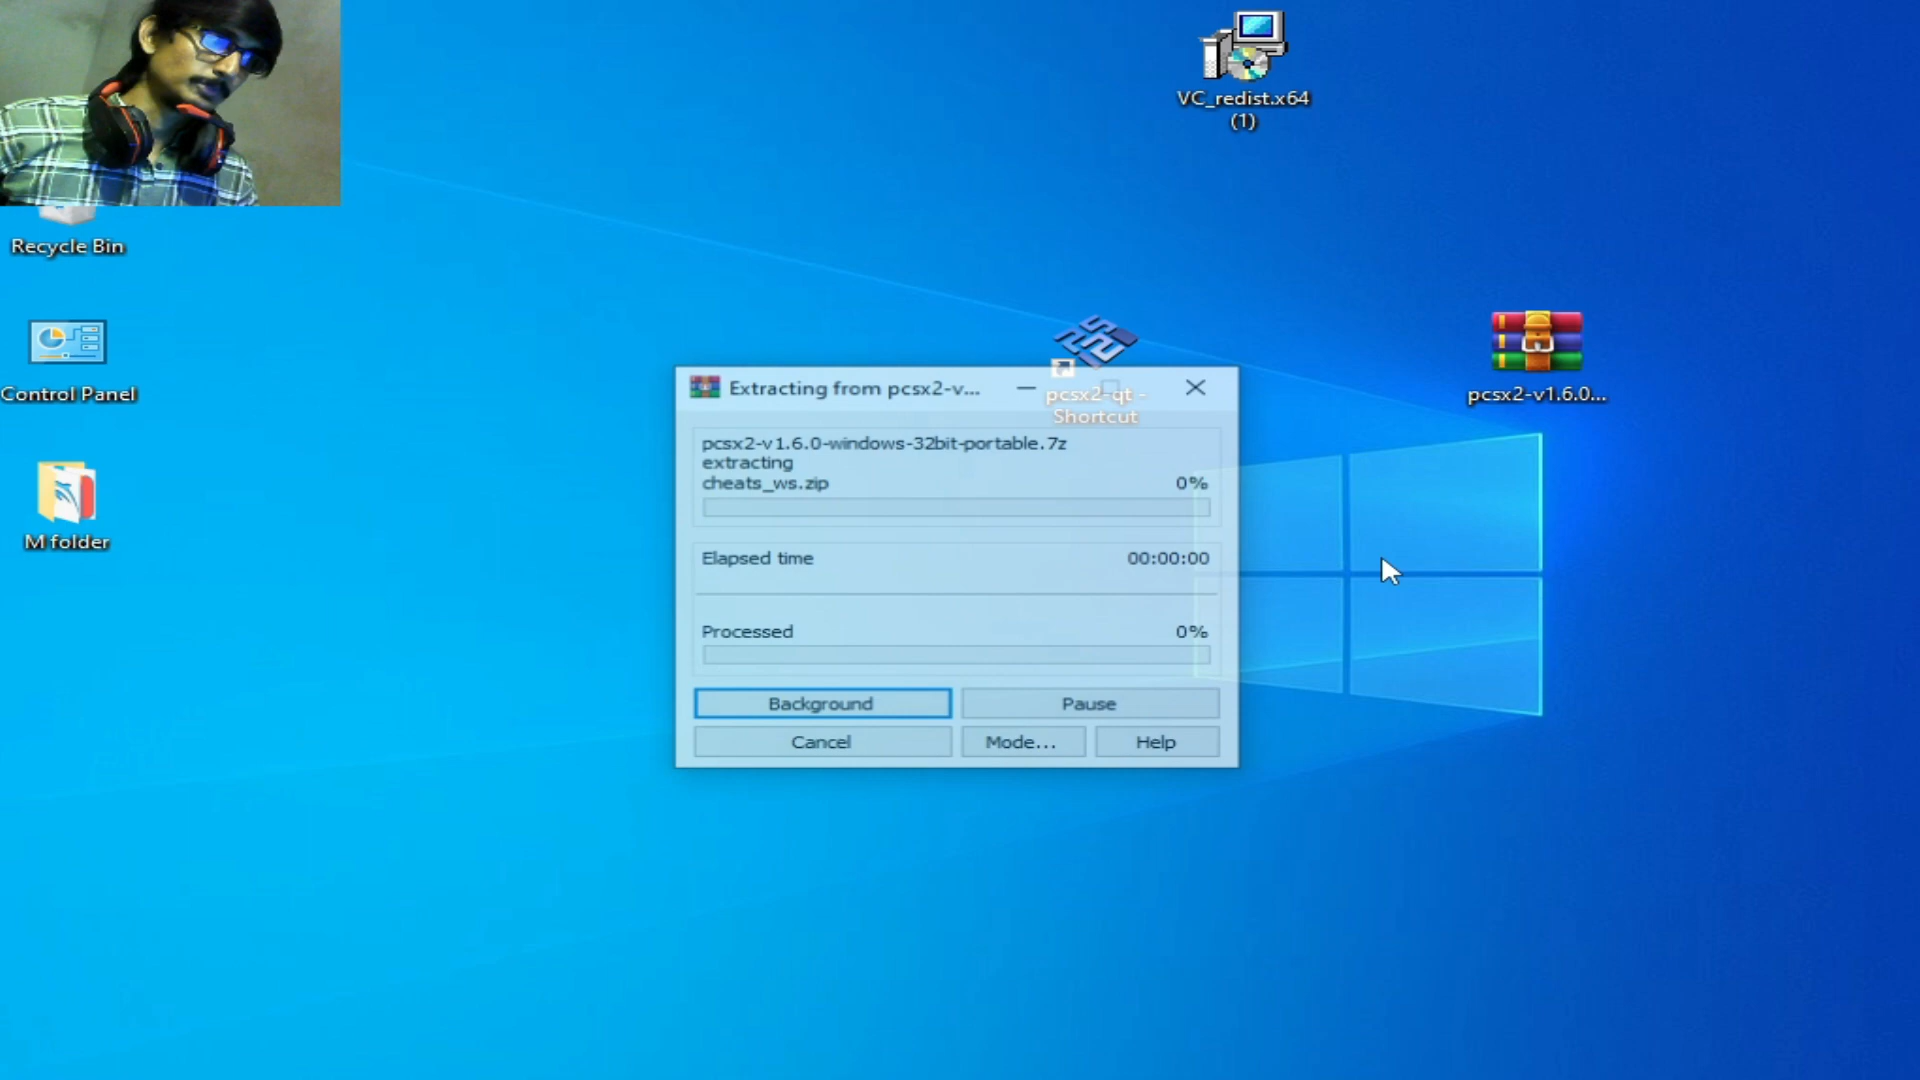 VC_redist.x64
(1)
Recycle Bin
Control Panel
M folder
pcsx2-qt -
Shortcut
pcsx2-v1.6.0...
Extracting from pcsx2-v...
pcsx2-v1.6.0-windows-32bit-portable.7z
extracting
cheats_ws.zip 0%
Elapsed time 00:00:00
Processed 0%
Background Pause
Cancel Mode... Help